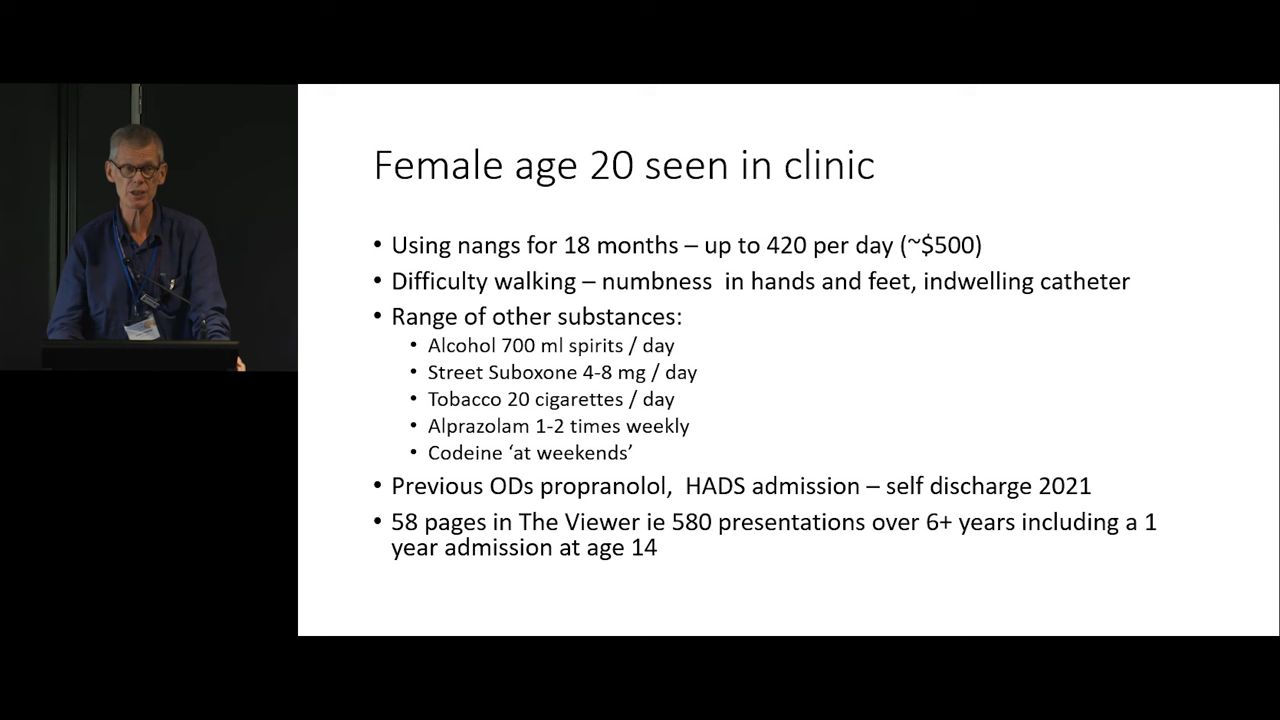 Female age 20 seen in clinic
• Using nangs for 18 months – up to 420 per day (~$500)
• Difficulty walking – numbness  in hands and feet, indwelling catheter
• Range of other substances:
• Alcohol 700 ml spirits / day
• Street Suboxone 4-8 mg / day
• Tobacco 20 cigarettes / day
• Alprazolam 1-2 times weekly
• Codeine ‘at weekends’
• Previous ODs propranolol,  HADS admission – self discharge 2021
• 58 pages in The Viewer ie 580 presentations over 6+ years including a 1
year admission at age 14